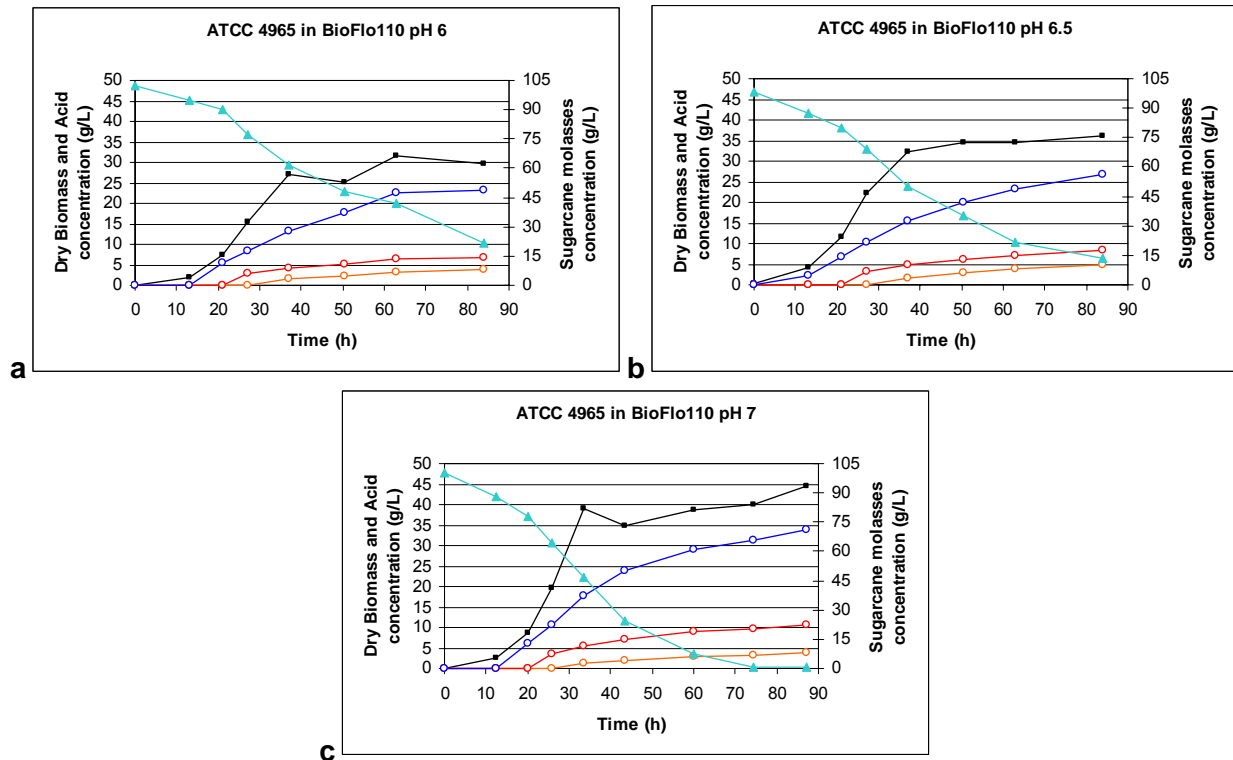 ATCC 4965 in BioFlo110 pH 6
Dry Biomass and Acid
concentration (g/L)
50
45
40
35
30
25
20
15
10
5
0
105
90
75
60
45
30
15
0
Sugarcane molasses
concentration (g/L)
0 10 20 30 40 50 60 70 80 90
Time (h)
a
ATCC 4965 in BioFlo110 pH 6.5
Dry Biomass and Acid
concentration (g/L)
50
45
40
35
30
25
20
15
10
5
0
105
90
75
60
45
30
15
0
Sugarcane molasses
concentration (g/L)
0 10 20 30 40 50 60 70 80 90
Time (h)
b
ATCC 4965 in BioFlo110 pH 7
Dry Biomass and Acid
concentration (g/L)
50
45
40
35
30
25
20
15
10
5
0
105
90
75
60
45
30
15
0
Sugarcane molasses
concentration (g/L)
0 10 20 30 40 50 60 70 80 90
Time (h)
c